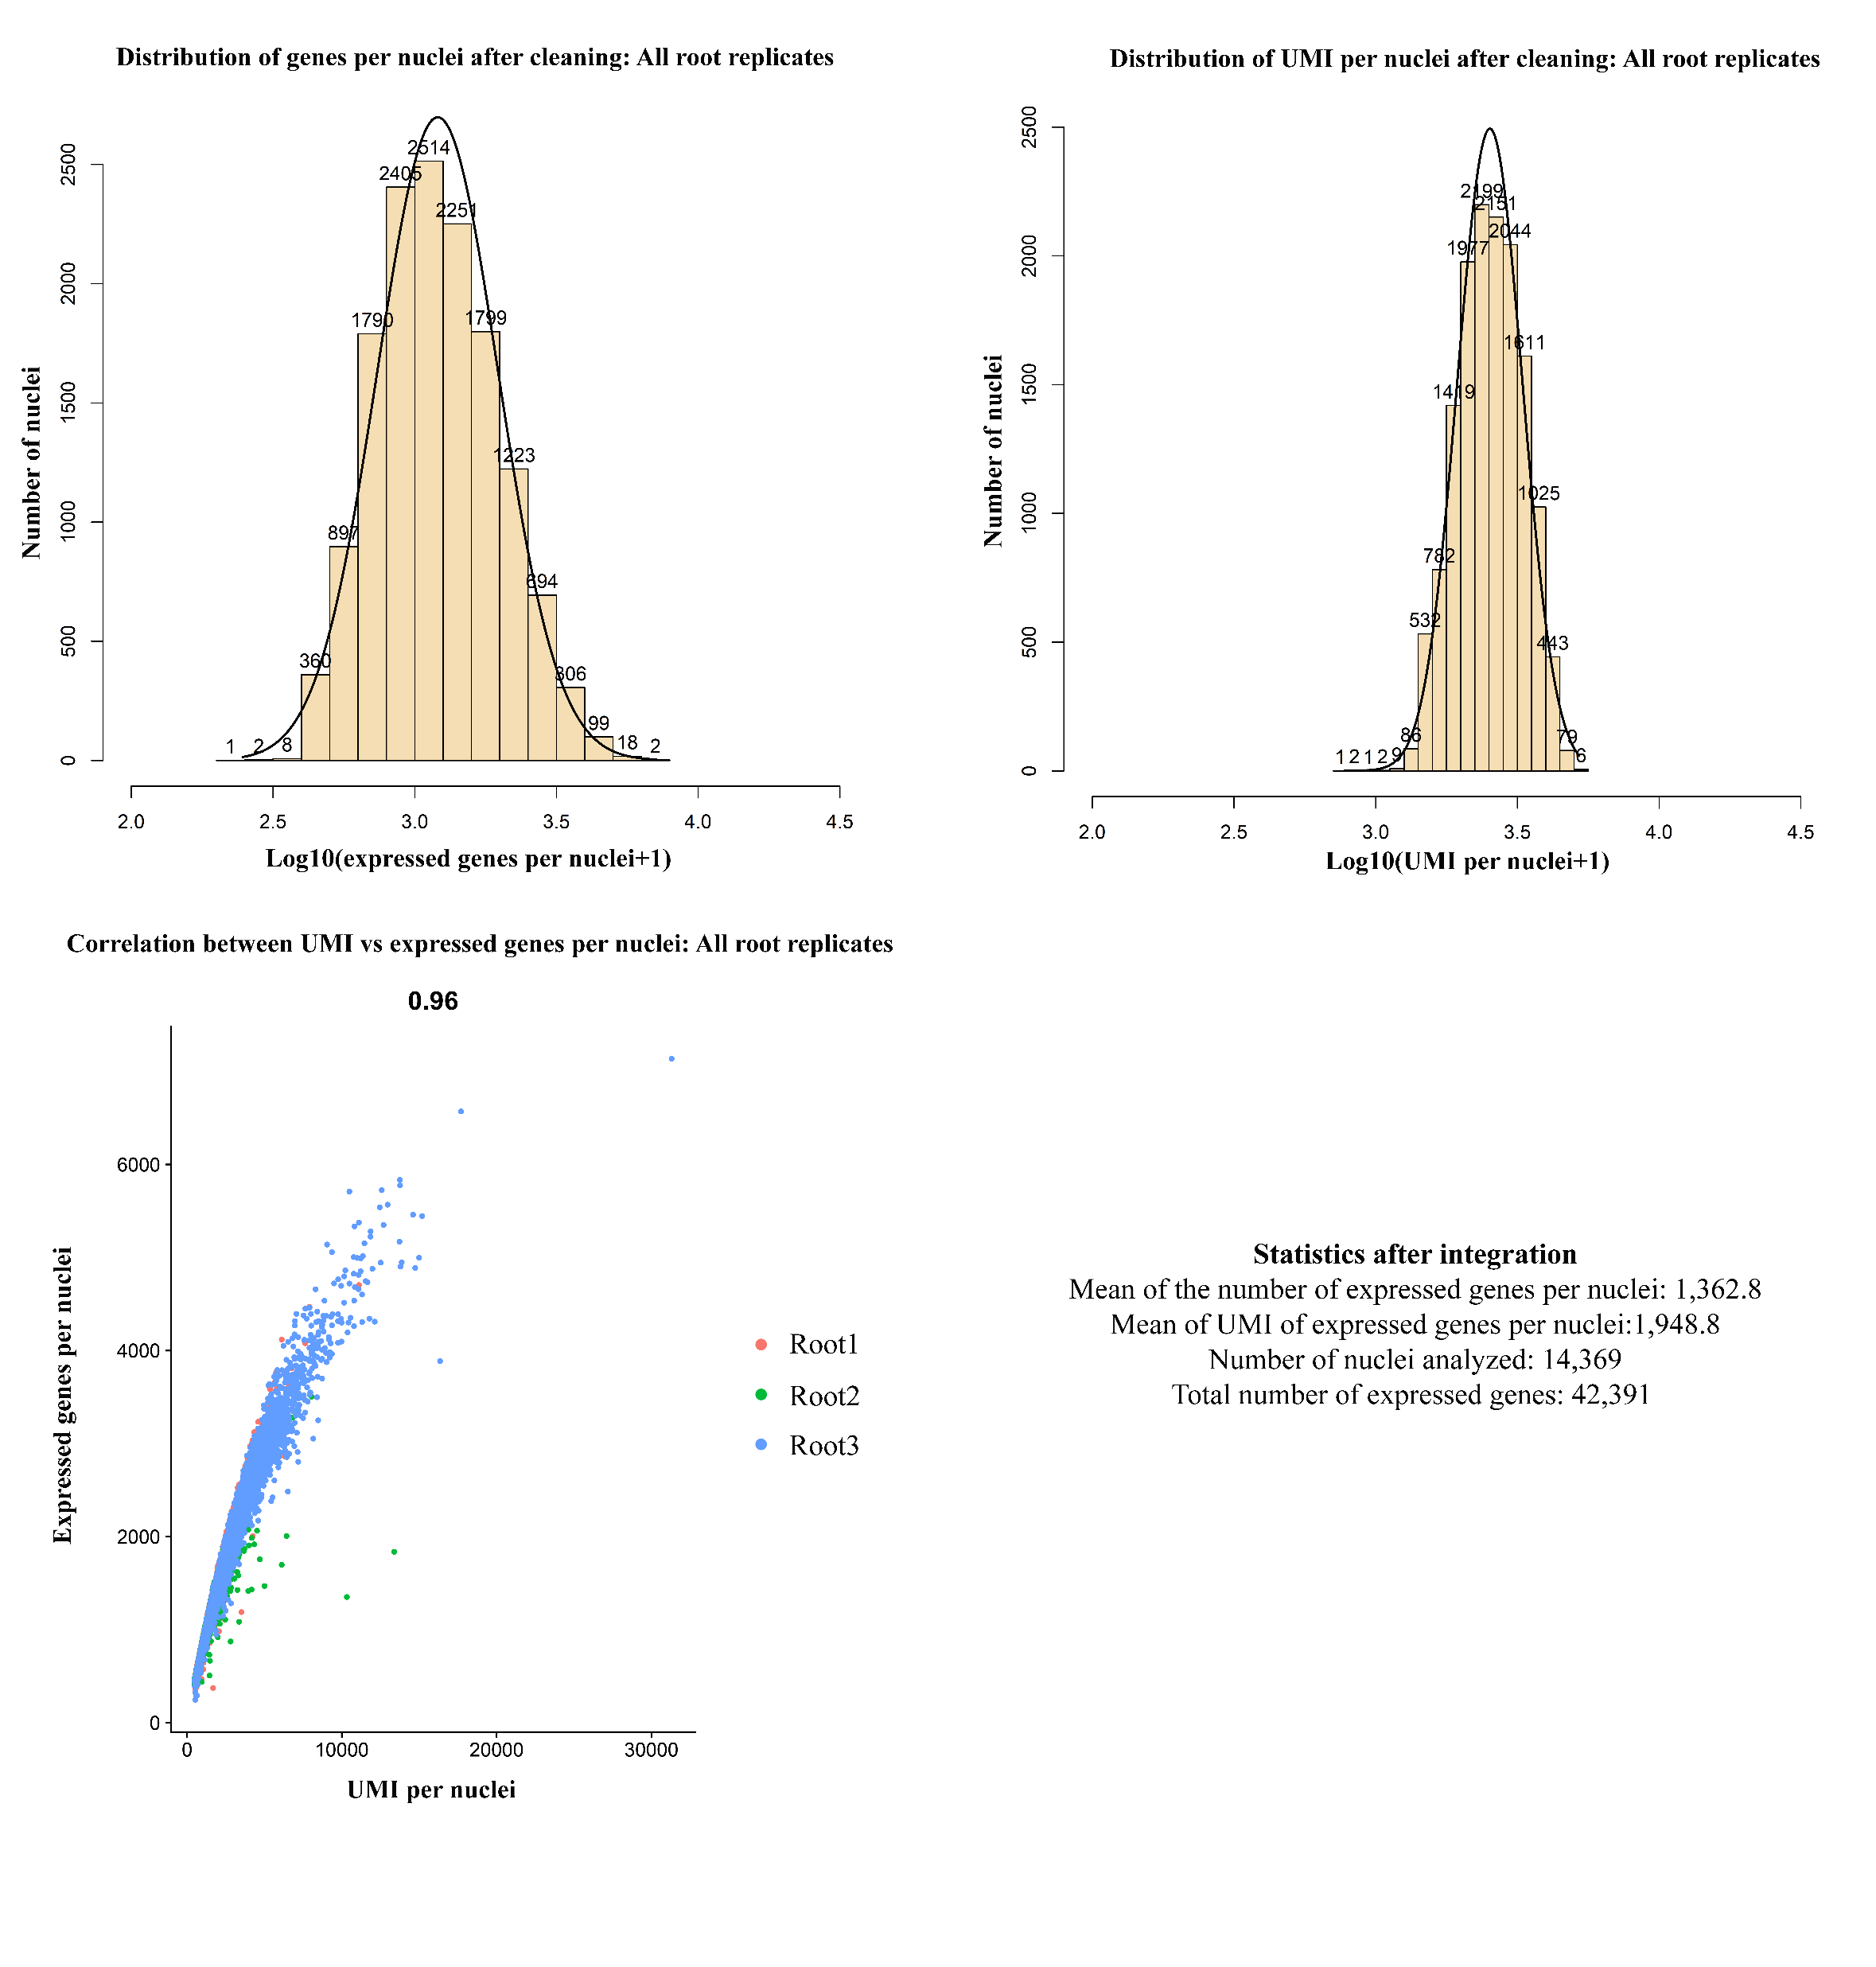 Distribution of genes per nuclei after cleaning: All root replicates
2500
2000
1500
1000
500
0
Number of nuclei
1
2
8
360
897
1790
2405
2514
2251
1799
1223
694
306
99
18
2
2.0 2.5 3.0 3.5 4.0 4.5
Log10(expressed genes per nuclei+1)
Distribution of UMI per nuclei after cleaning: All root replicates
2500
2000
1500
1000
500
0
Number of nuclei
1
2
1
2
9
86
532
782
1419
1977
2199
2151
2044
1611
1025
443
79
6
2.0 2.5 3.0 3.5 4.0 4.5
Log10(UMI per nuclei+1)
Correlation between UMI vs expressed genes per nuclei: All root replicates
0.96
6000
4000
2000
0
Expressed genes per nuclei
0 10000 20000 30000
UMI per nuclei
Root1
Root2
Root3
Statistics after integration
Mean of the number of expressed genes per nuclei: 1,362.8
Mean of UMI of expressed genes per nuclei:1,948.8
Number of nuclei analyzed: 14,369
Total number of expressed genes: 42,391